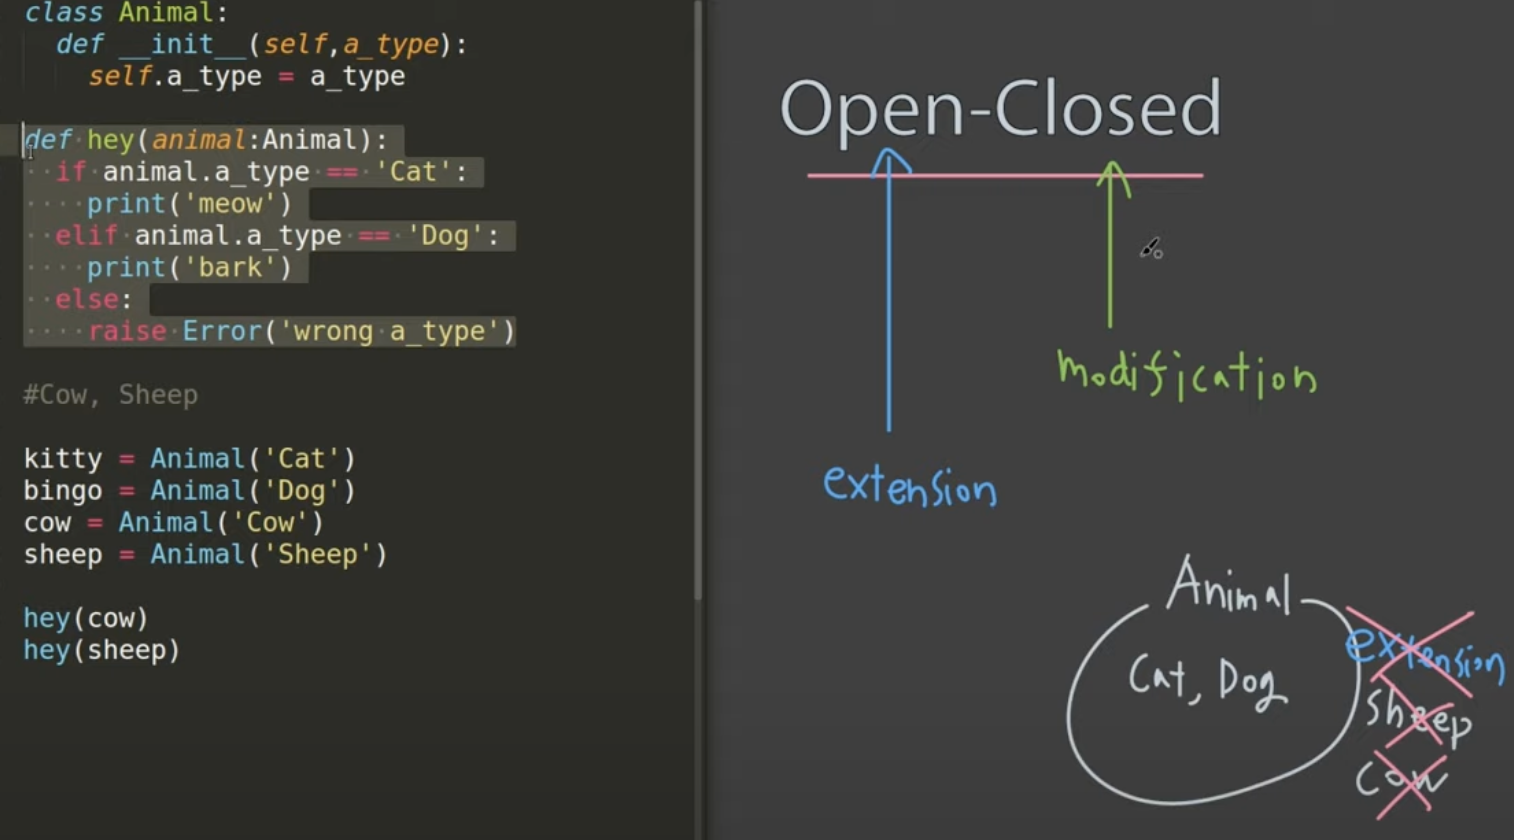 class Animal:
  def __init__(self,a_type):
    self.a_type = a_type

def hey(animal:Animal):
  if animal.a_type == 'Cat':
    print('meow')
  elif animal.a_type == 'Dog':
    print('bark')
  else:
    raise Error('wrong a_type')

#Cow, Sheep

kitty = Animal('Cat')
bingo = Animal('Dog')
cow = Animal('Cow')
sheep = Animal('Sheep')

hey(cow)
hey(sheep)

Open-Closed
modification
extension
Animal
Cat, Dog
extension
sheep
cow